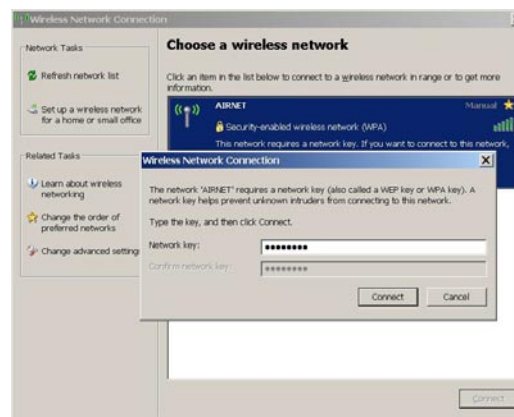 Wireless Network Connection
Network Tasks
Refresh network list
Set up a wireless network
for a home or small office
Related Tasks
Learn about wireless
networking
Change the order of
preferred networks
Change advanced setting
Choose a wireless network
Click an item in the list below to connect to a wireless network in range or to get more
information.
AIRNET
Manual
Security-enabled wireless network (WPA)
This network requires a network key. If you want to connect to this network,
Wireless Network Connection
The network 'AIRNET' requires a network key (also called a WEP key or WPA key). A
network key helps prevent unknown intruders from connecting to this network.
Type the key, and then click Connect.
Network key:
••••••••
Confirm network key:
••••••••
Connect
Cancel
Connect